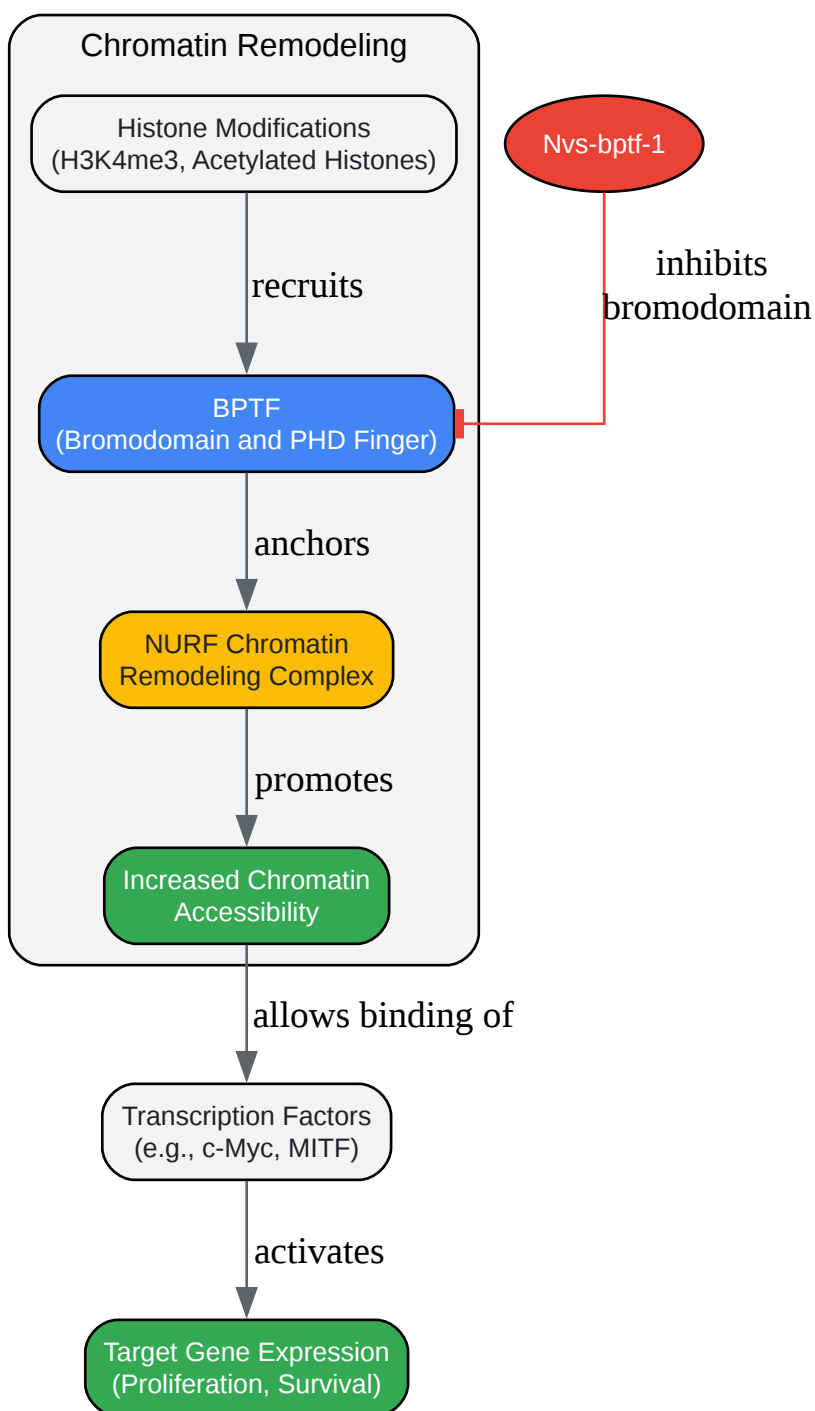 Chromatin Remodeling
Histone Modifications
(H3K4me3, Acetylated Histones)
Nvs-bptf-1
recruits
inhibits
bromodomain
BPTF
(Bromodomain and PHD Finger)
anchors
NURF Chromatin
Remodeling Complex
promotes
Increased Chromatin
Accessibility
allows binding of
Transcription Factors
(e.g., c-Myc, MITF)
activates
Target Gene Expression
(Proliferation, Survival)